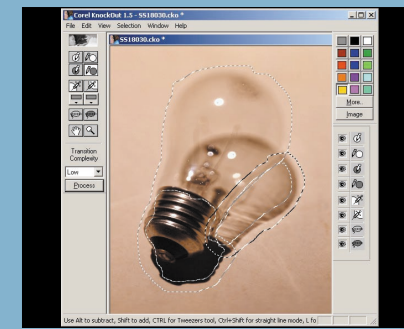 Corel KnockOut 1.5 - SS18030.cko *
File Edit View Selection Window Help
SS18030.cko *
More..
Image
Transition
Complexity
Low
Process
Use Alt to subtract, Shift to add, CTRL for Tweezers tool, Ctrl+Shift for straight line mode, L fo